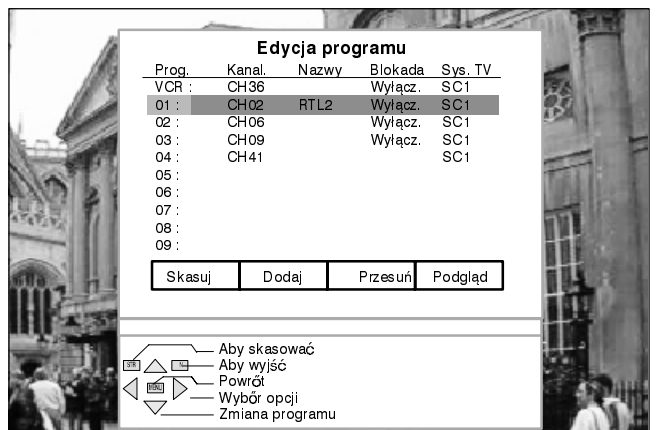 Edycja programu
Prog. Kanal. Nazwy Blokada Sys. TV
VCR : CH36 Wyłącz. SC1
01 : CH02 RTL2 Wyłącz. SC1
02 : CH06 Wyłącz. SC1
03 : CH09 Wyłącz. SC1
04 : CH41 SC1
05 :
06 :
07 :
08 :
09 :
Skasuj Dodaj Przesuń Podgląd
Aby skasować
STR N Aby wyjść
Powrót
MENU
Wybór opcji
Zmiana programu